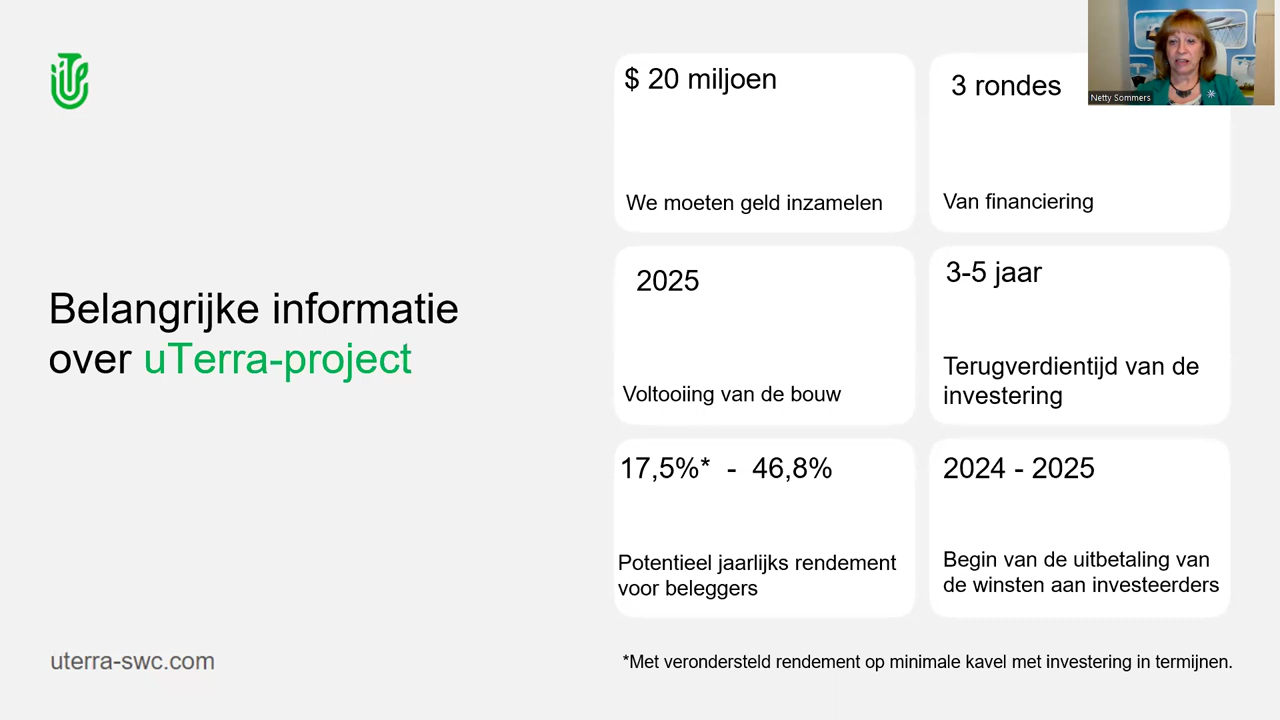 $ 20 miljoen
3 rondes
Netty Sommers
We moeten geld inzamelen
Van financiering
2025
3-5 jaar
Belangrijke informatie
over uTerra-project
Voltooiing van de bouw
Terugverdientijd van de
investering
17,5%* - 46,8%
2024 - 2025
Potentieel jaarlijks rendement
voor beleggers
Begin van de uitbetaling van
de winsten aan investeerders
uterra-swc.com
*Met verondersteld rendement op minimale kavel met investering in termijnen.